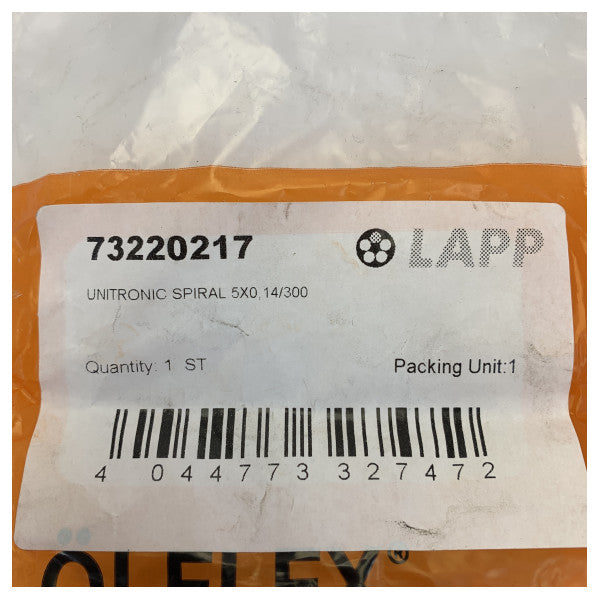 73220217 LAPP
UNITRONIC SPIRAL 5X0,14/300
Quantity: 1 ST Packing Unit:1
4 044773 327472
ÖLFLEX®